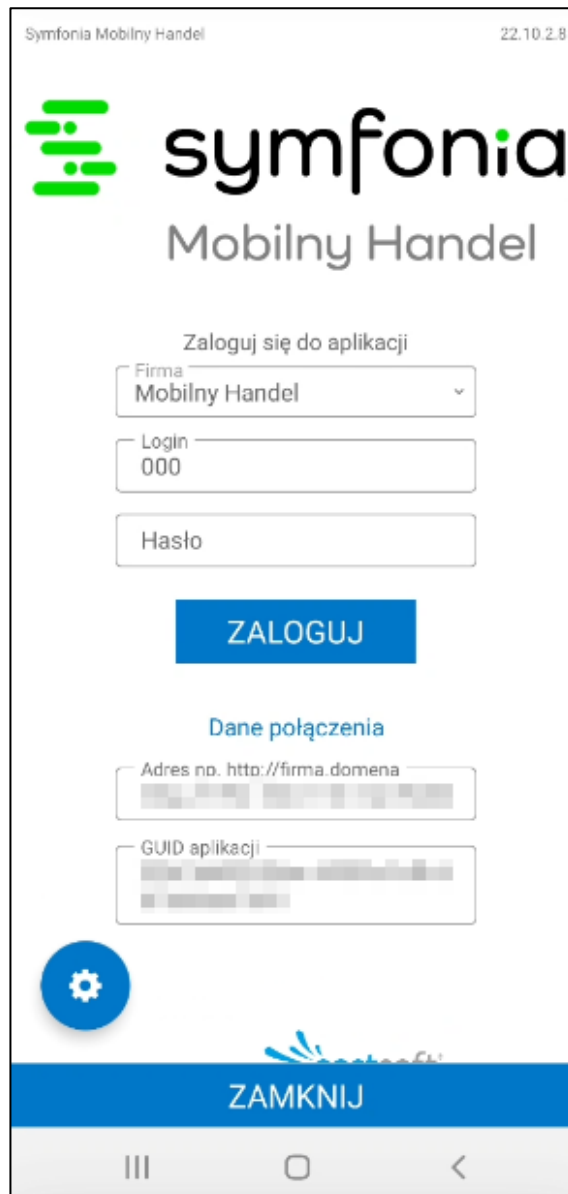 Symfonia Mobilny Handel 22.10.2.8
symfonia
Mobilny Handel
Zaloguj się do aplikacji
Firma
Mobilny Handel
Login
000
Hasło
ZALOGUJ
Dane połączenia
Adres np. http://firma.domena
GUID aplikacji
ZAMKNIJ